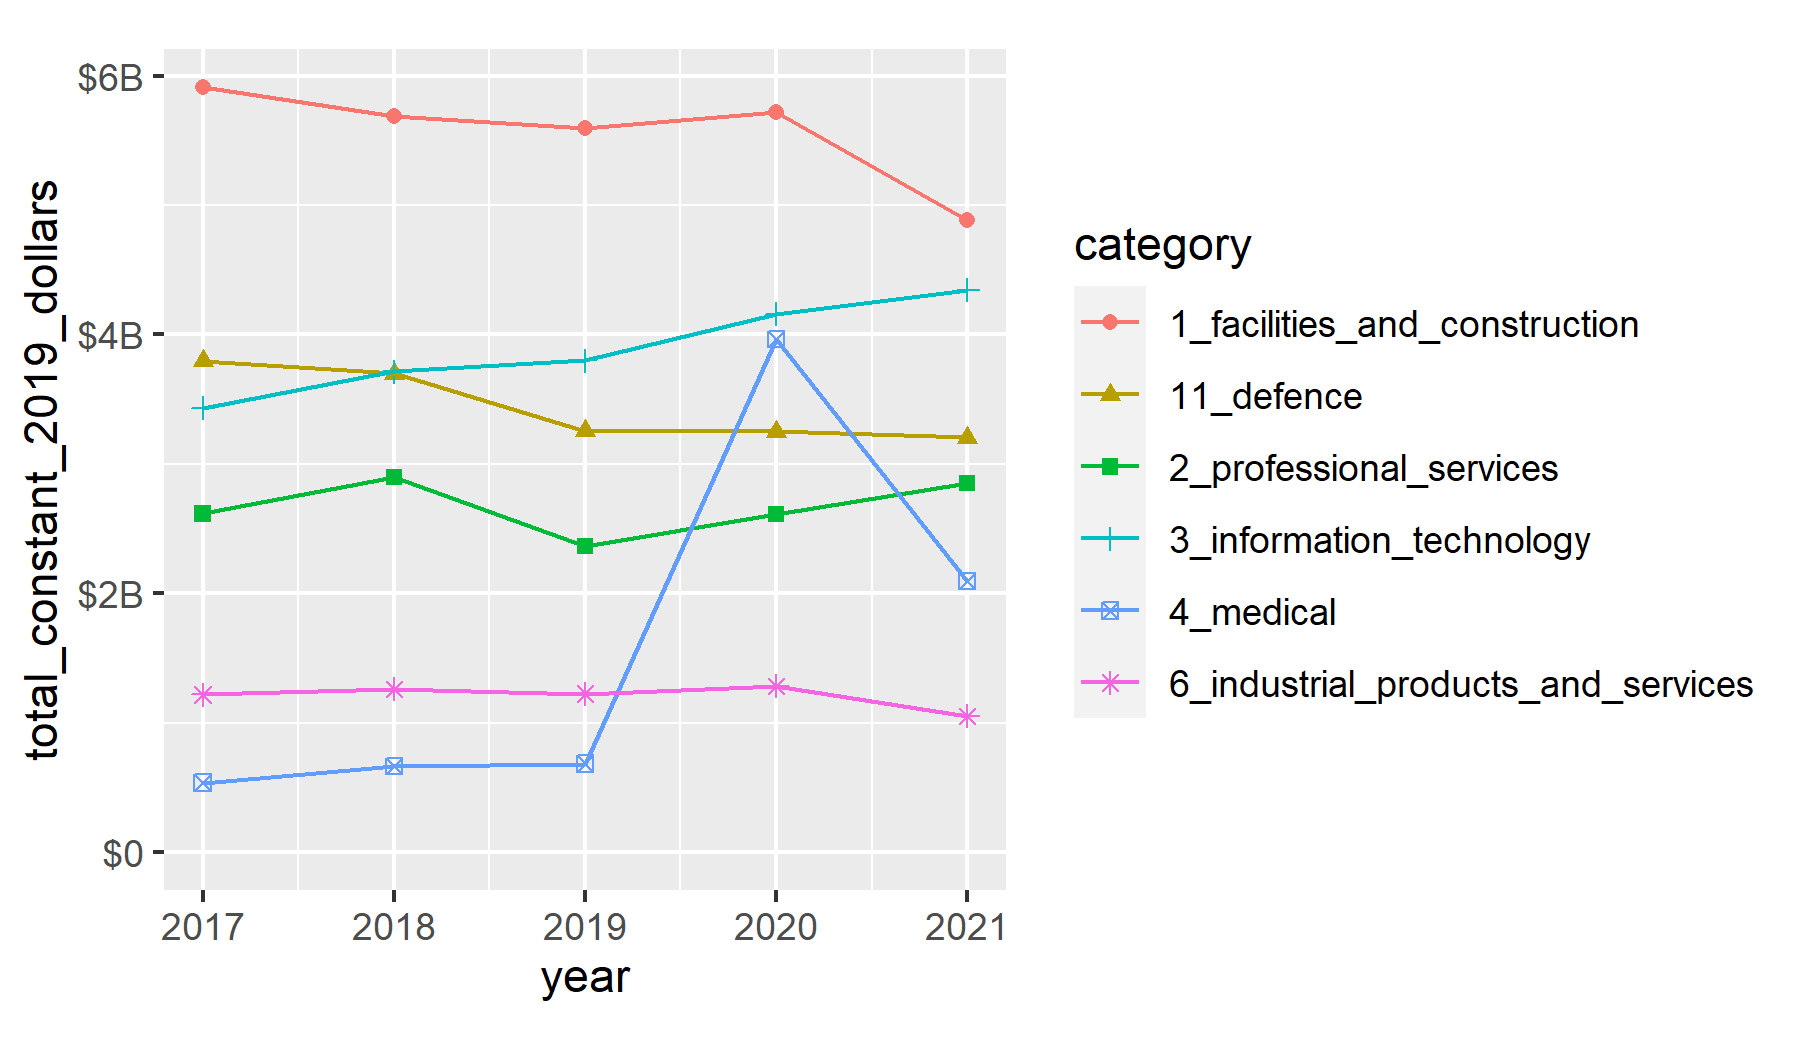 total_constant_2019_dollars
$6B
$4B
$2B
$0
2017 2018 2019 2020 2021
year
category
1_facilities_and_construction
11_defence
2_professional_services
3_information_technology
4_medical
6_industrial_products_and_services